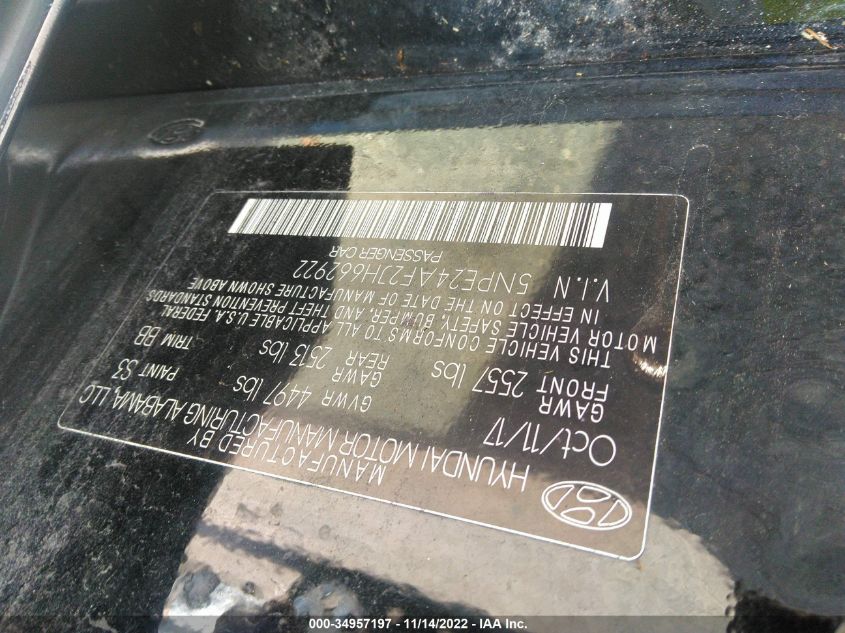 MANUFACTURED BY
HYUNDAI MOTOR MANUFACTURING ALABAMA LLC
Oct/11/17 GVWR 4497 lbs PAINT S3
GAWR FRONT 2557 lbs GAWR REAR 2513 lbs TRIM BB
THIS VEHICLE CONFORMS TO ALL APPLICABLE U.S.A. FEDERAL
MOTOR VEHICLE SAFETY, BUMPER, AND THEFT PREVENTION STANDARDS
IN EFFECT ON THE DATE OF MANUFACTURE SHOWN ABOVE
V.I.N 5NPE24AF2JH662922
PASSENGER CAR
000-34957197 - 11/14/2022 - IAA Inc.